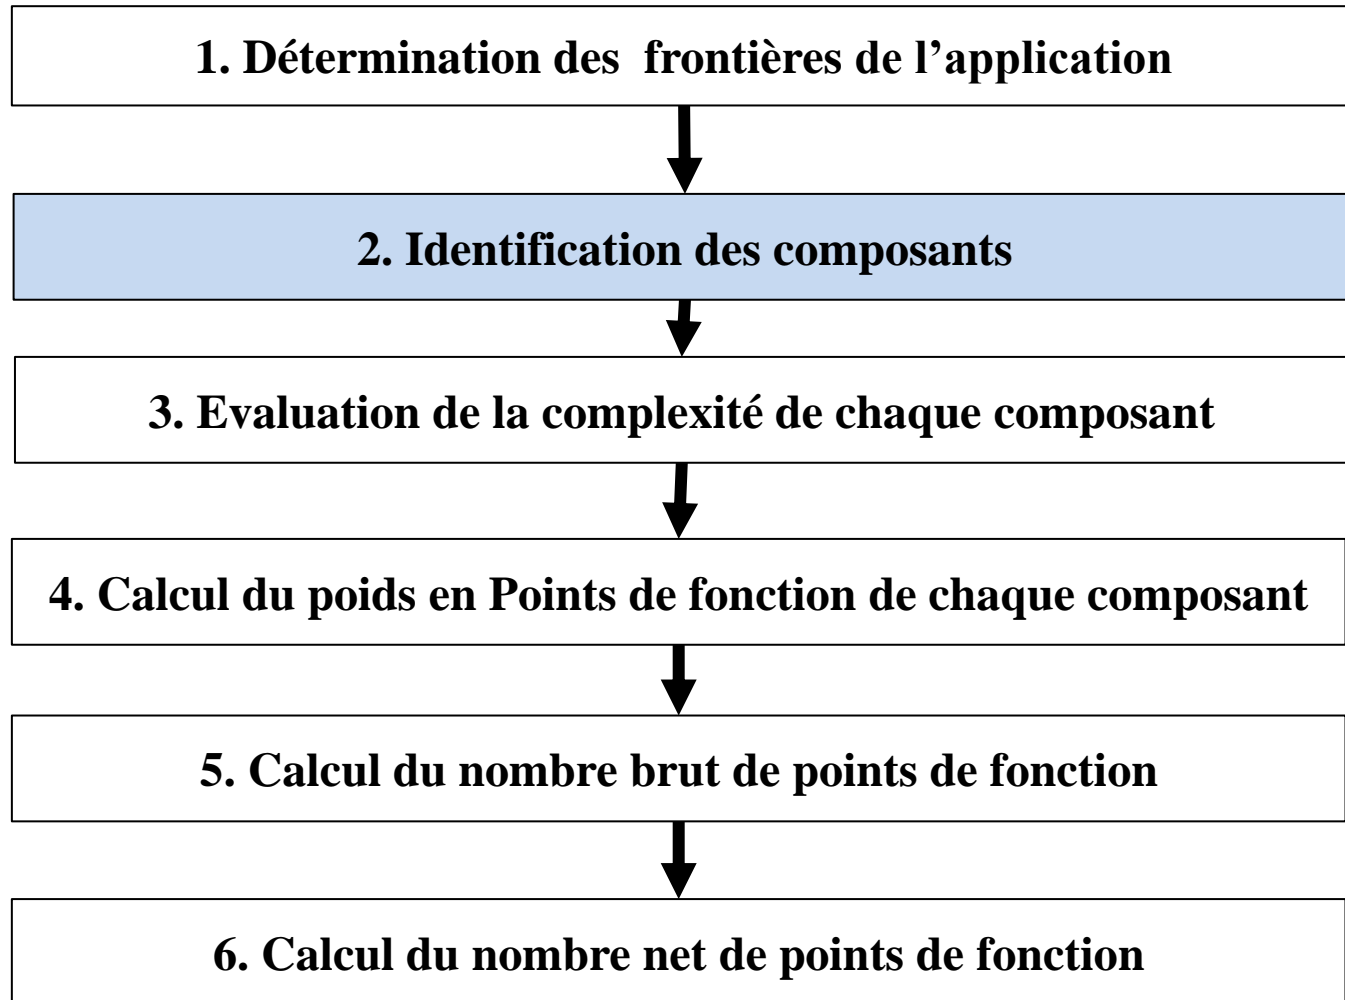 1. Détermination des frontières de l’application
2. Identification des composants
3. Evaluation de la complexité de chaque composant
4. Calcul du poids en Points de fonction de chaque composant
5. Calcul du nombre brut de points de fonction
6. Calcul du nombre net de points de fonction